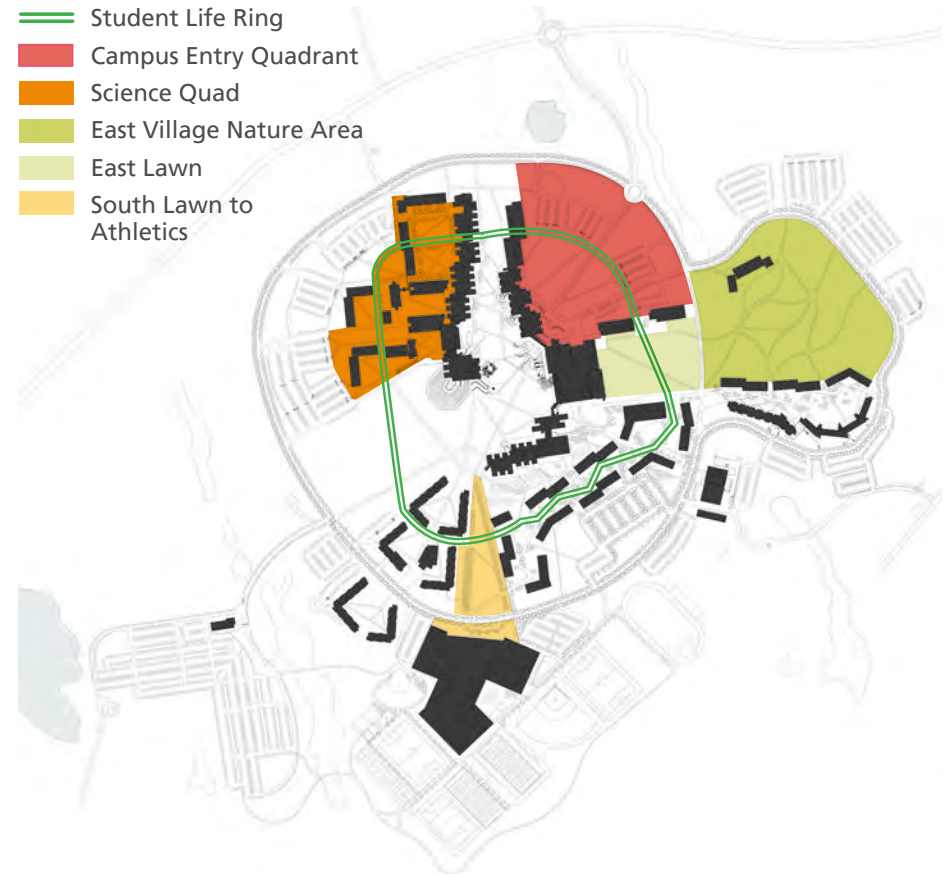 Student Life Ring
Campus Entry Quadrant
Science Quad
East Village Nature Area
East Lawn
South Lawn to
Athletics